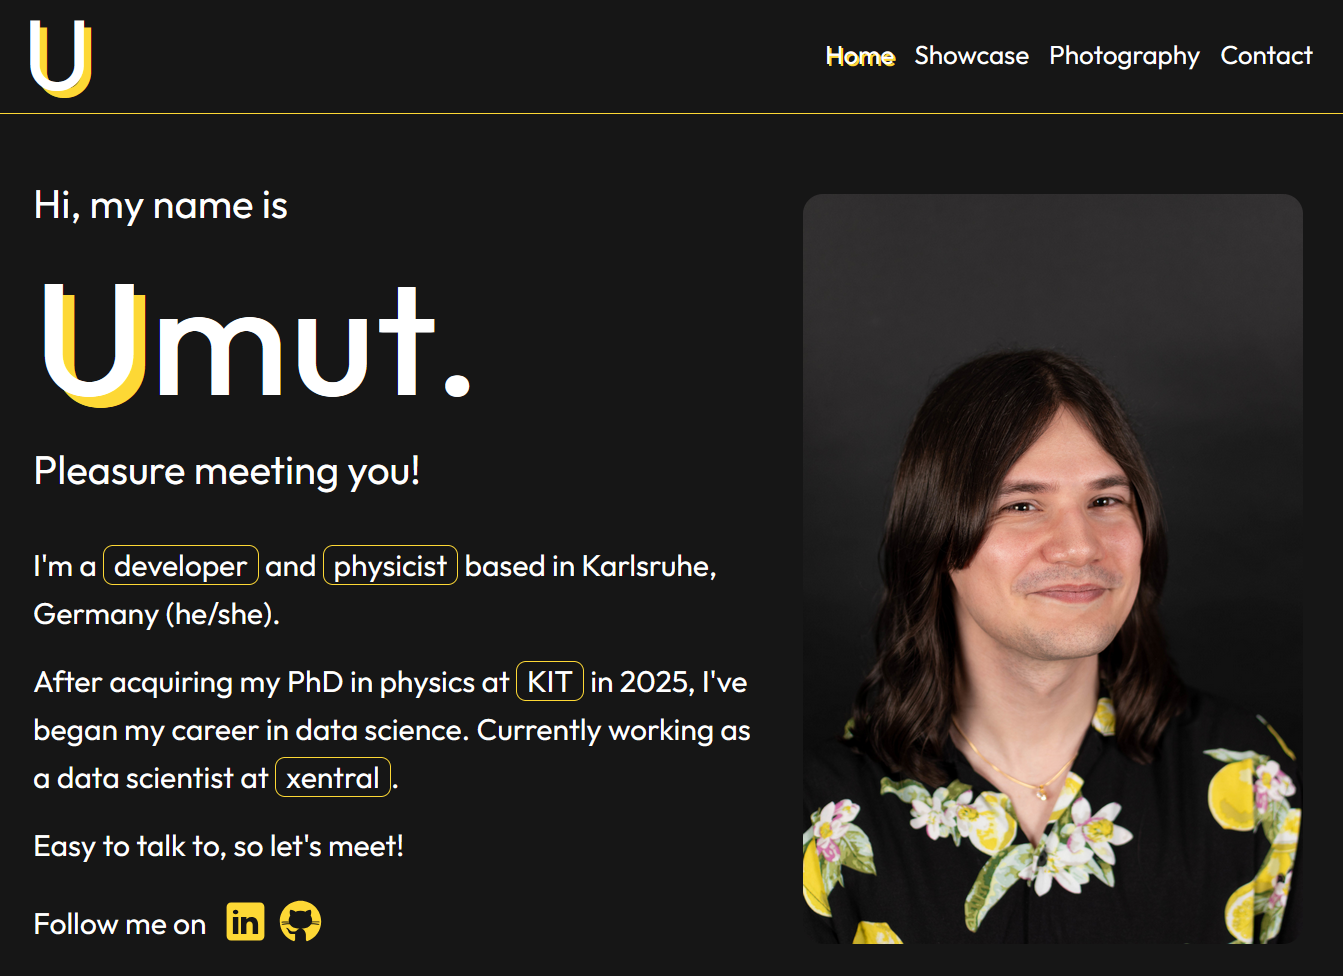 U
Home Showcase Photography Contact
Hi, my name is
Umut.
Pleasure meeting you!
I'm a developer and physicist based in Karlsruhe,
Germany (he/she).
After acquiring my PhD in physics at KIT in 2025, I've
began my career in data science. Currently working as
a data scientist at xentral.
Easy to talk to, so let's meet!
Follow me on in